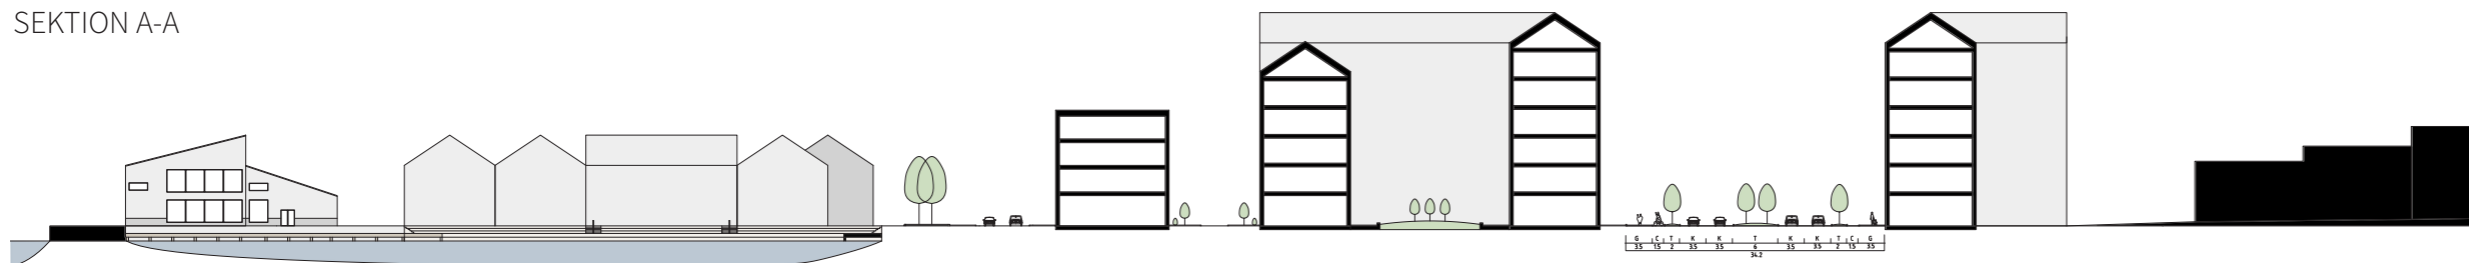 SEKTION A-A
G C T K K T K K T C G
3.5 1.5 2 3.5 3.5 6 3.5 3.5 2 1.5 3.5
34.2